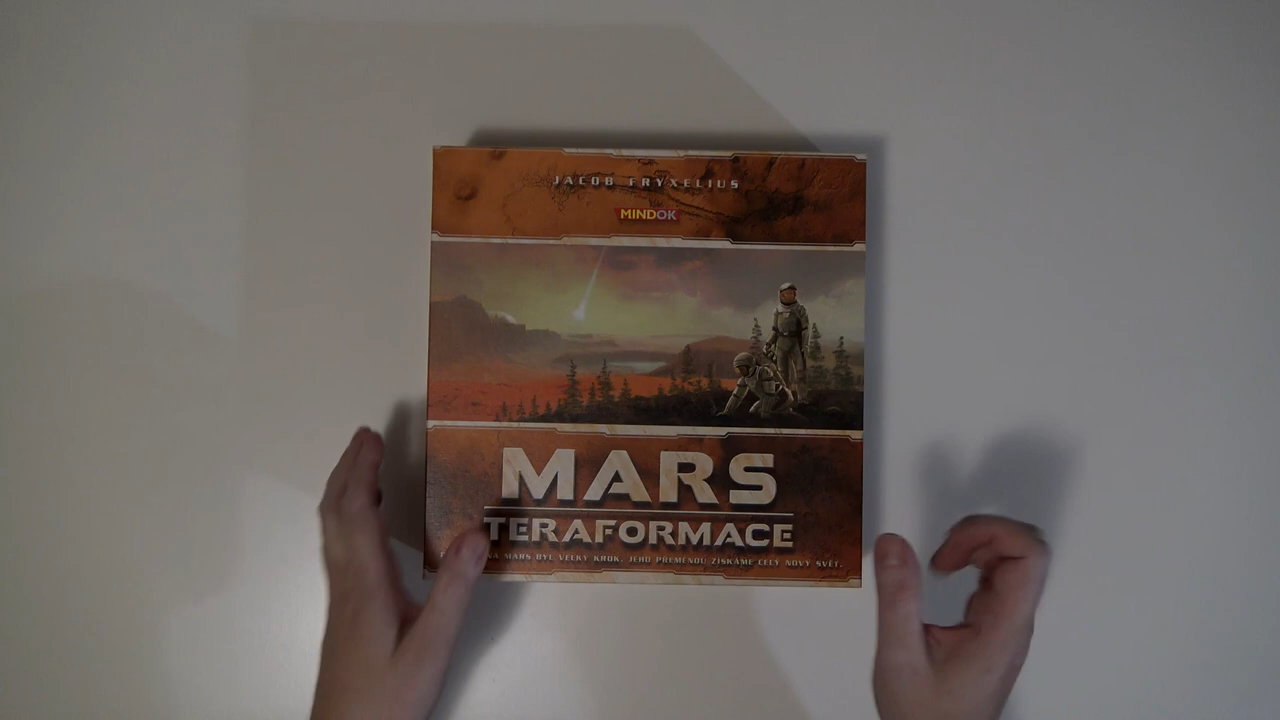 JACOB FRYXELIUS
MINDOK
MARS
TERAFORMACE
NA MARS BYL VELKÝ KROK. JEHO PŘEMĚNOU ZÍSKÁME CELÝ NOVÝ SVĚT.